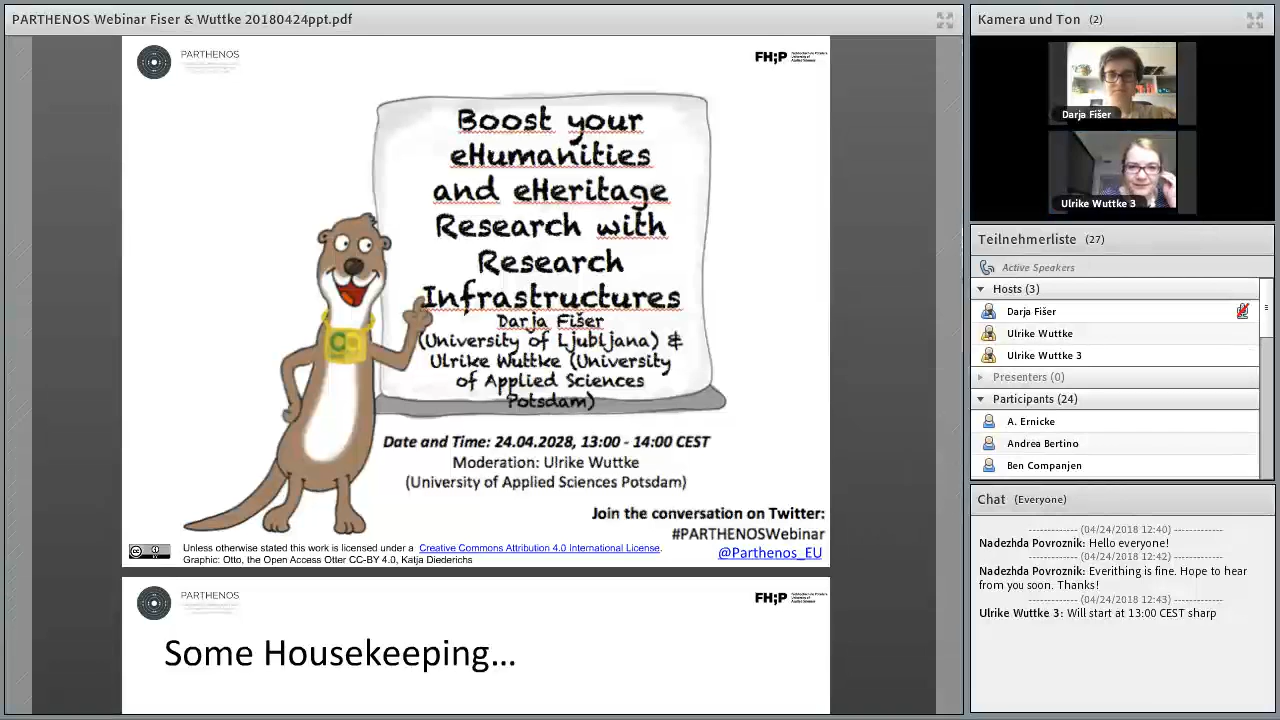 PARTHENOS Webinar Fiser & Wuttke 20180424ppt.pdf
PARTHENOS
FH;P
University
of Applied Sciences
Boost your
eHumanities
and eHeritage
Research with
Research
Infrastructures
Darja Fišer
(University of Ljubljana) &
Ulrike Wuttke (University
of Applied Sciences
Potsdam)
Date and Time: 24.04.2028, 13:00 - 14:00 CEST
Moderation: Ulrike Wuttke
(University of Applied Sciences Potsdam)
Join the conversation on Twitter:
#PARTHENOSWebinar
@Parthenos_EU
cc
Unless otherwise stated this work is licensed under a Creative Commons Attribution 4.0 International License.
Graphic: Otto, the Open Access Otter CC-BY 4.0, Katja Diederichs
PARTHENOS
FH;P
Some Housekeeping...
Kamera und Ton (2)
Darja Fišer
Ulrike Wuttke 3
Teilnehmerliste (27)
Active Speakers
Hosts (3)
Darja Fišer
Ulrike Wuttke
Ulrike Wuttke 3
Presenters (0)
Participants (24)
A. Ernicke
Andrea Bertino
Ben Companjen
Chat (Everyone)
------------ (04/24/2018 12:40) ------------
Nadezhda Povroznik: Hello everyone!
------------ (04/24/2018 12:42) ------------
Nadezhda Povroznik: Everithing is fine. Hope to hear
from you soon. Thanks!
------------ (04/24/2018 12:43) ------------
Ulrike Wuttke 3: Will start at 13:00 CEST sharp